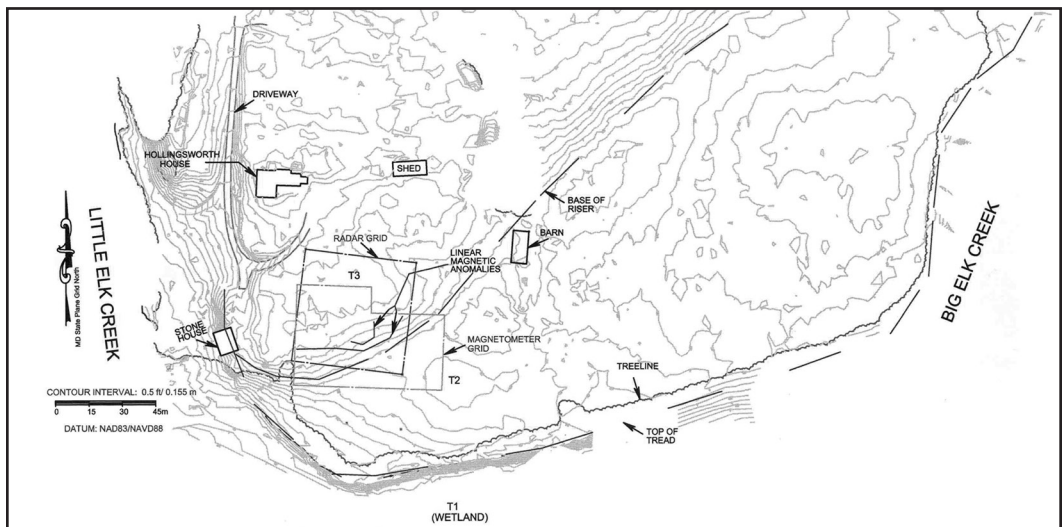 DRIVEWAY
HOLLINGSWORTH
HOUSE
SHED
BASE OF
RISER
BARN
RADAR GRID
LINEAR
MAGNETIC
ANOMALIES
T3
LITTLE ELK CREEK
MD State Plane Grid North
BIG ELK CREEK
STONE
HOUSE
MAGNETOMETER
GRID
T2
TREELINE
CONTOUR INTERVAL: 0.5 ft/ 0.155 m
0 15 30 45m
DATUM: NAD83/NAVD88
TOP OF
TREAD
T1
(WETLAND)